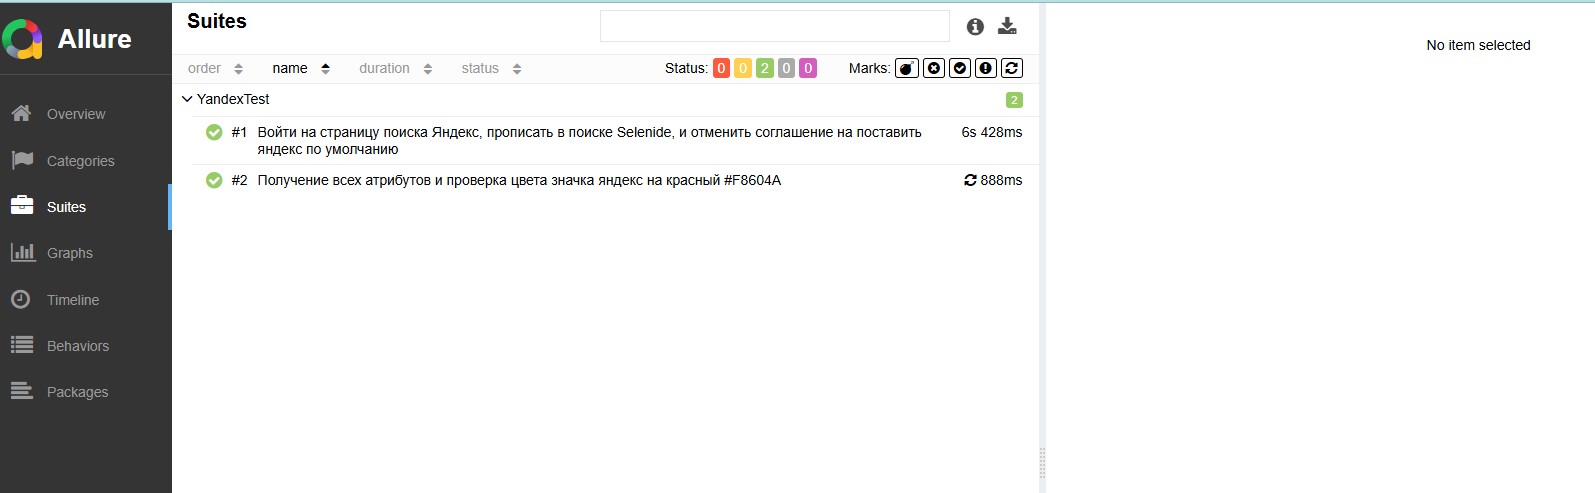 Allure
Overview
Categories
Suites
Graphs
Timeline
Behaviors
Packages
Suites
order name duration status Status: 0 0 2 0 0 Marks:
YandexTest 2
#1 Войти на страницу поиска Яндекс, прописать в поиске Selenide, и отменить соглашение на поставить 6s 428ms
яндекс по умолчанию
#2 Получение всех атрибутов и проверка цвета значка яндекс на красный #F8604A 888ms
No item selected